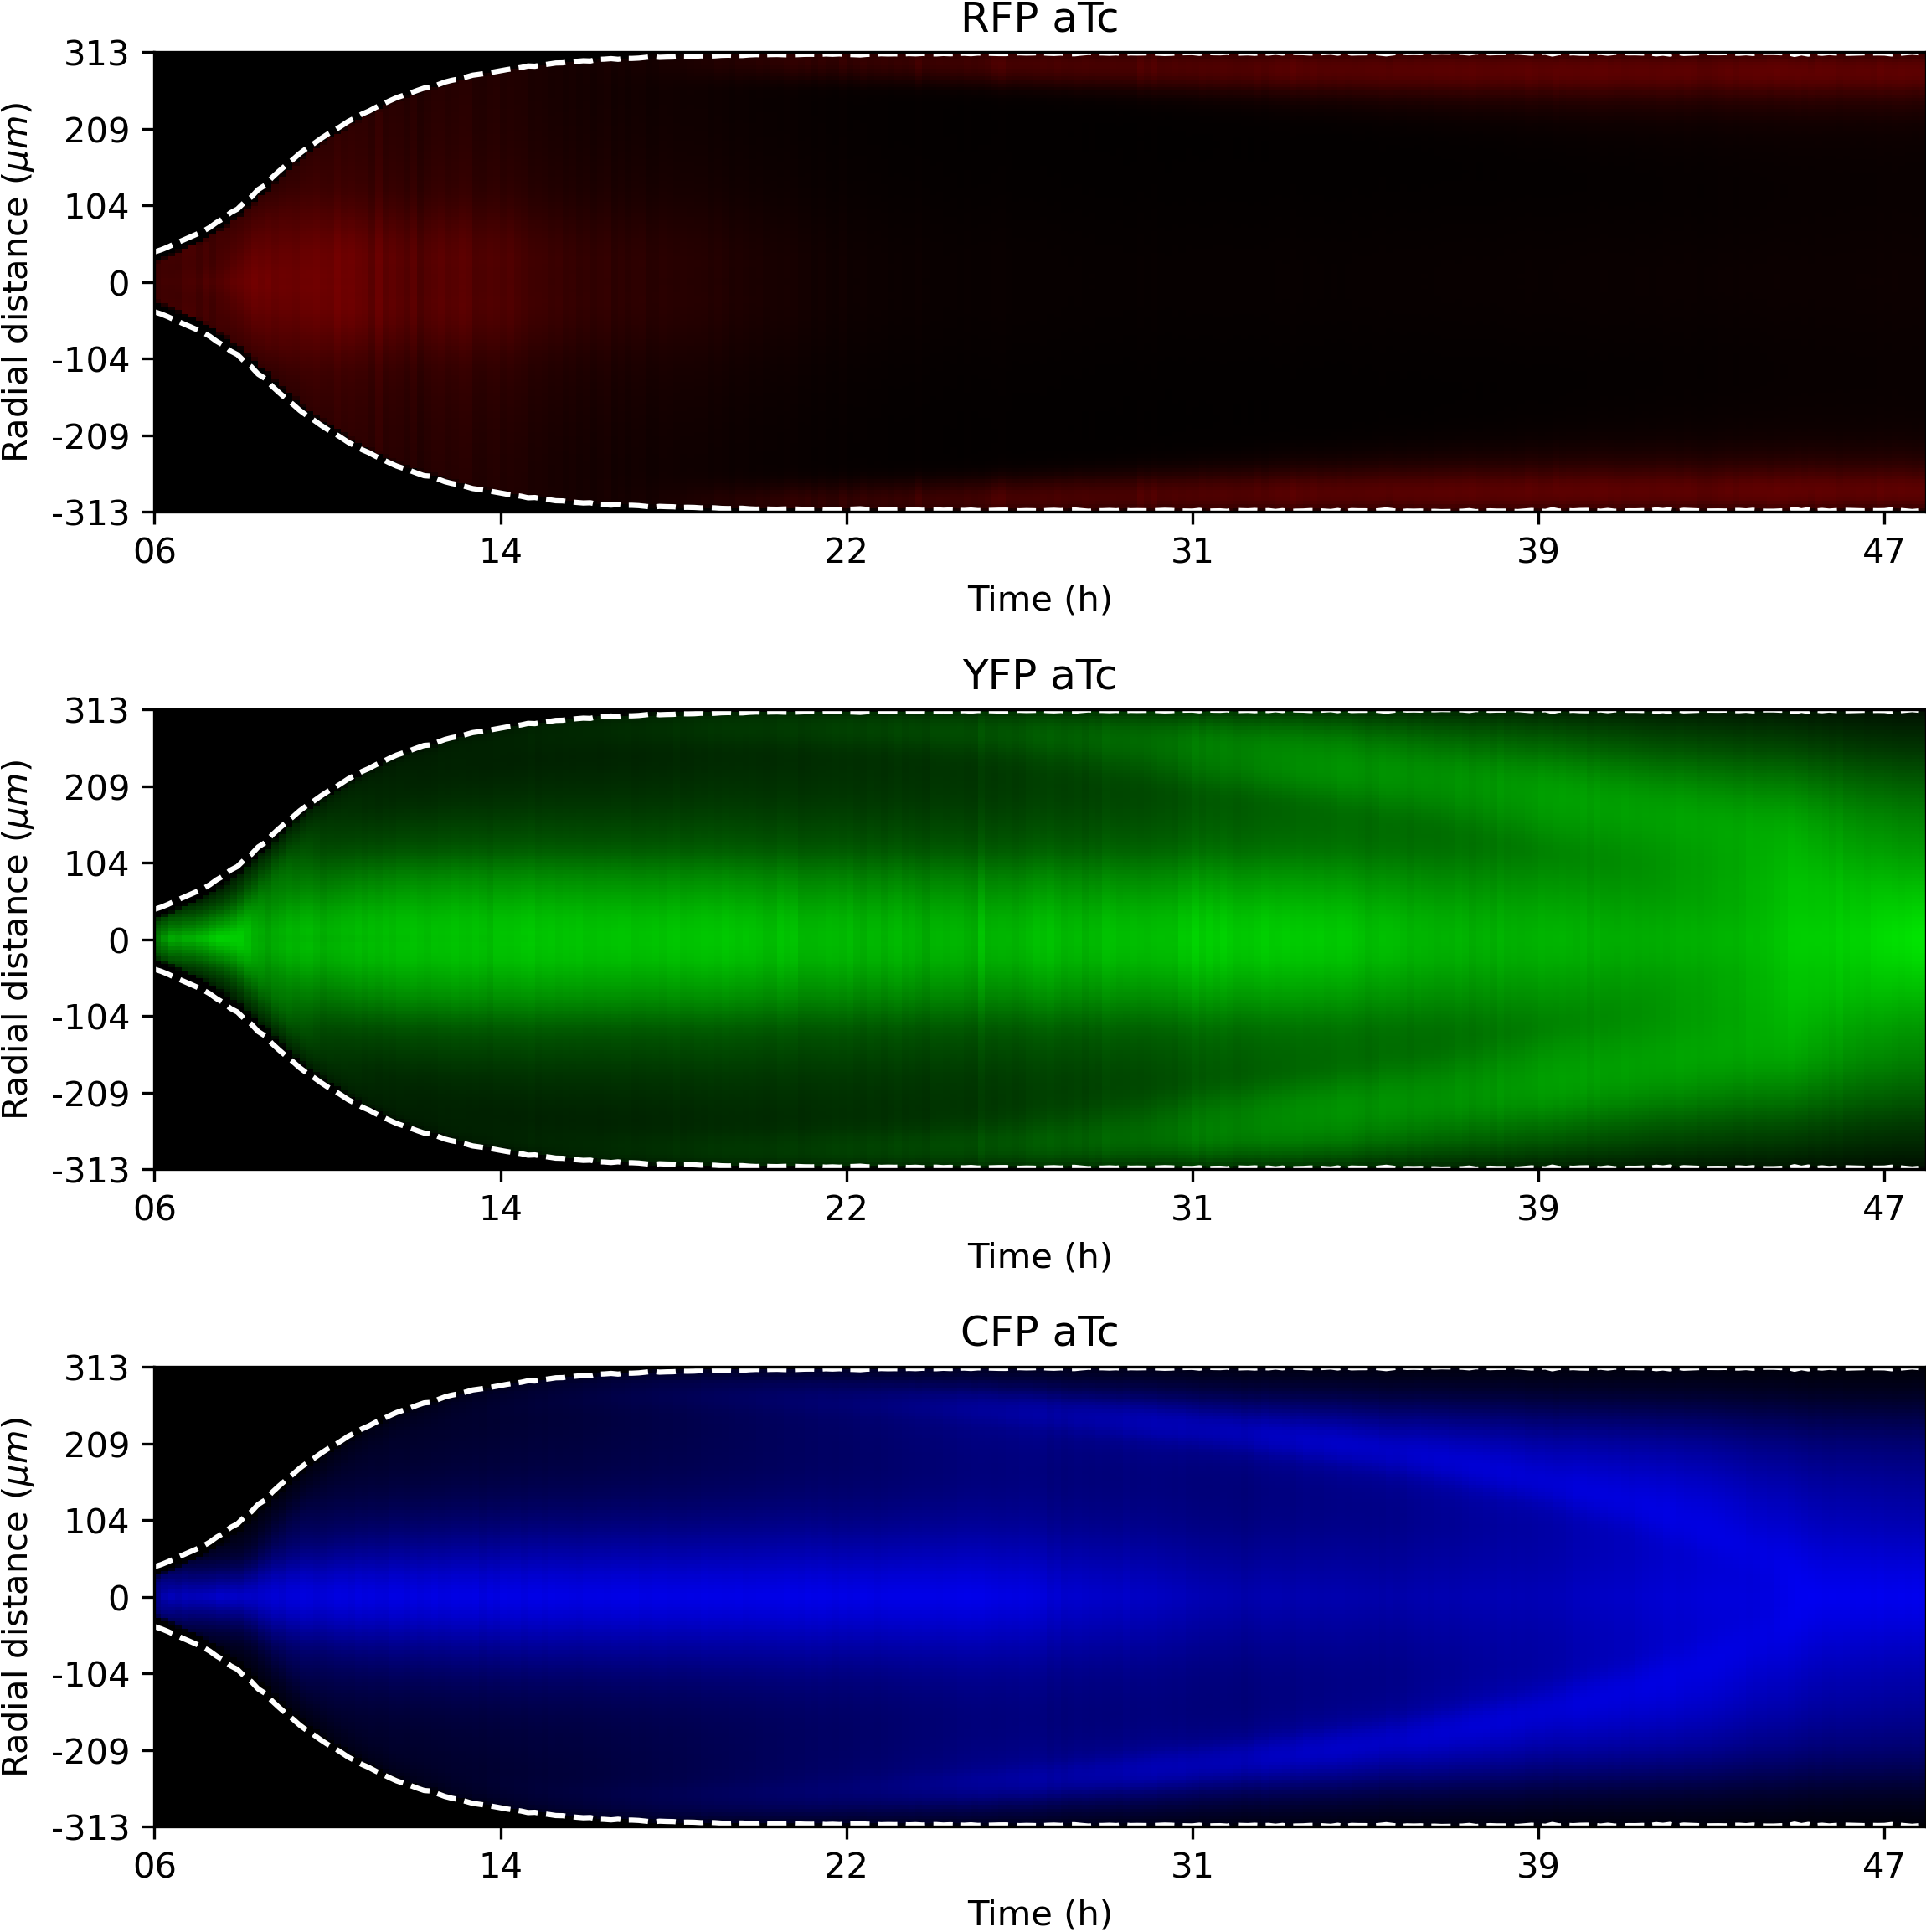 RFP aTc
313
209
104
0
-104
-209
-313
Radial distance (μm)
06 14 22 31 39 47
Time (h)
YFP aTc
313
209
104
0
-104
-209
-313
Radial distance (μm)
06 14 22 31 39 47
Time (h)
CFP aTc
313
209
104
0
-104
-209
-313
Radial distance (μm)
06 14 22 31 39 47
Time (h)